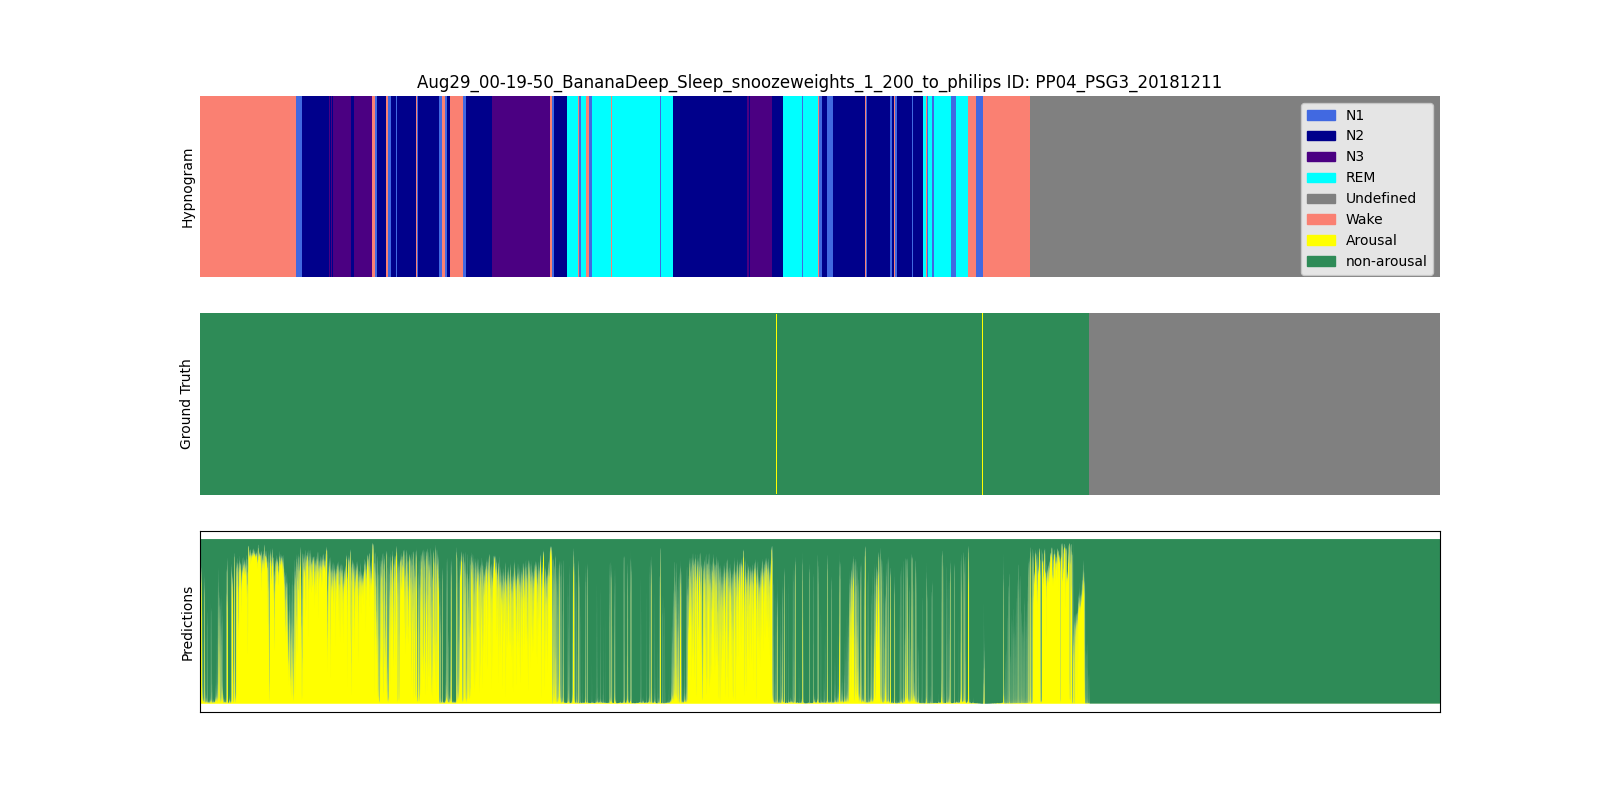 Aug29_00-19-50_BananaDeep_Sleep_snoozeweights_1_200_to_philips ID: PP04_PSG3_20181211
Hypnogram
N1
N2
N3
REM
Undefined
Wake
Arousal
non-arousal
Ground Truth
Predictions